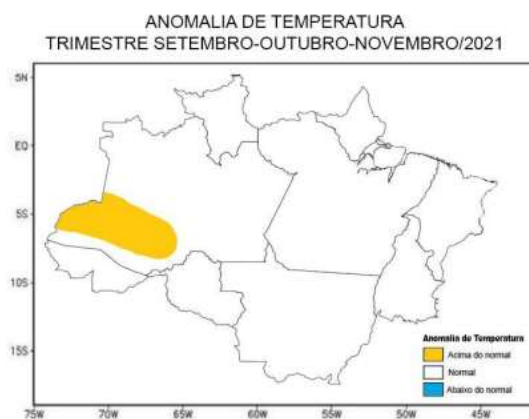 ANOMALIA DE TEMPERATURA
TRIMESTRE SETEMBRO-OUTUBRO-NOVEMBRO/2021
5N
EQ
5S
10S
15S
75W
70W
65W
60W
55W
50W
45W
Anomalia de Temperatura
Acima do normal
Normal
Abaixo do normal